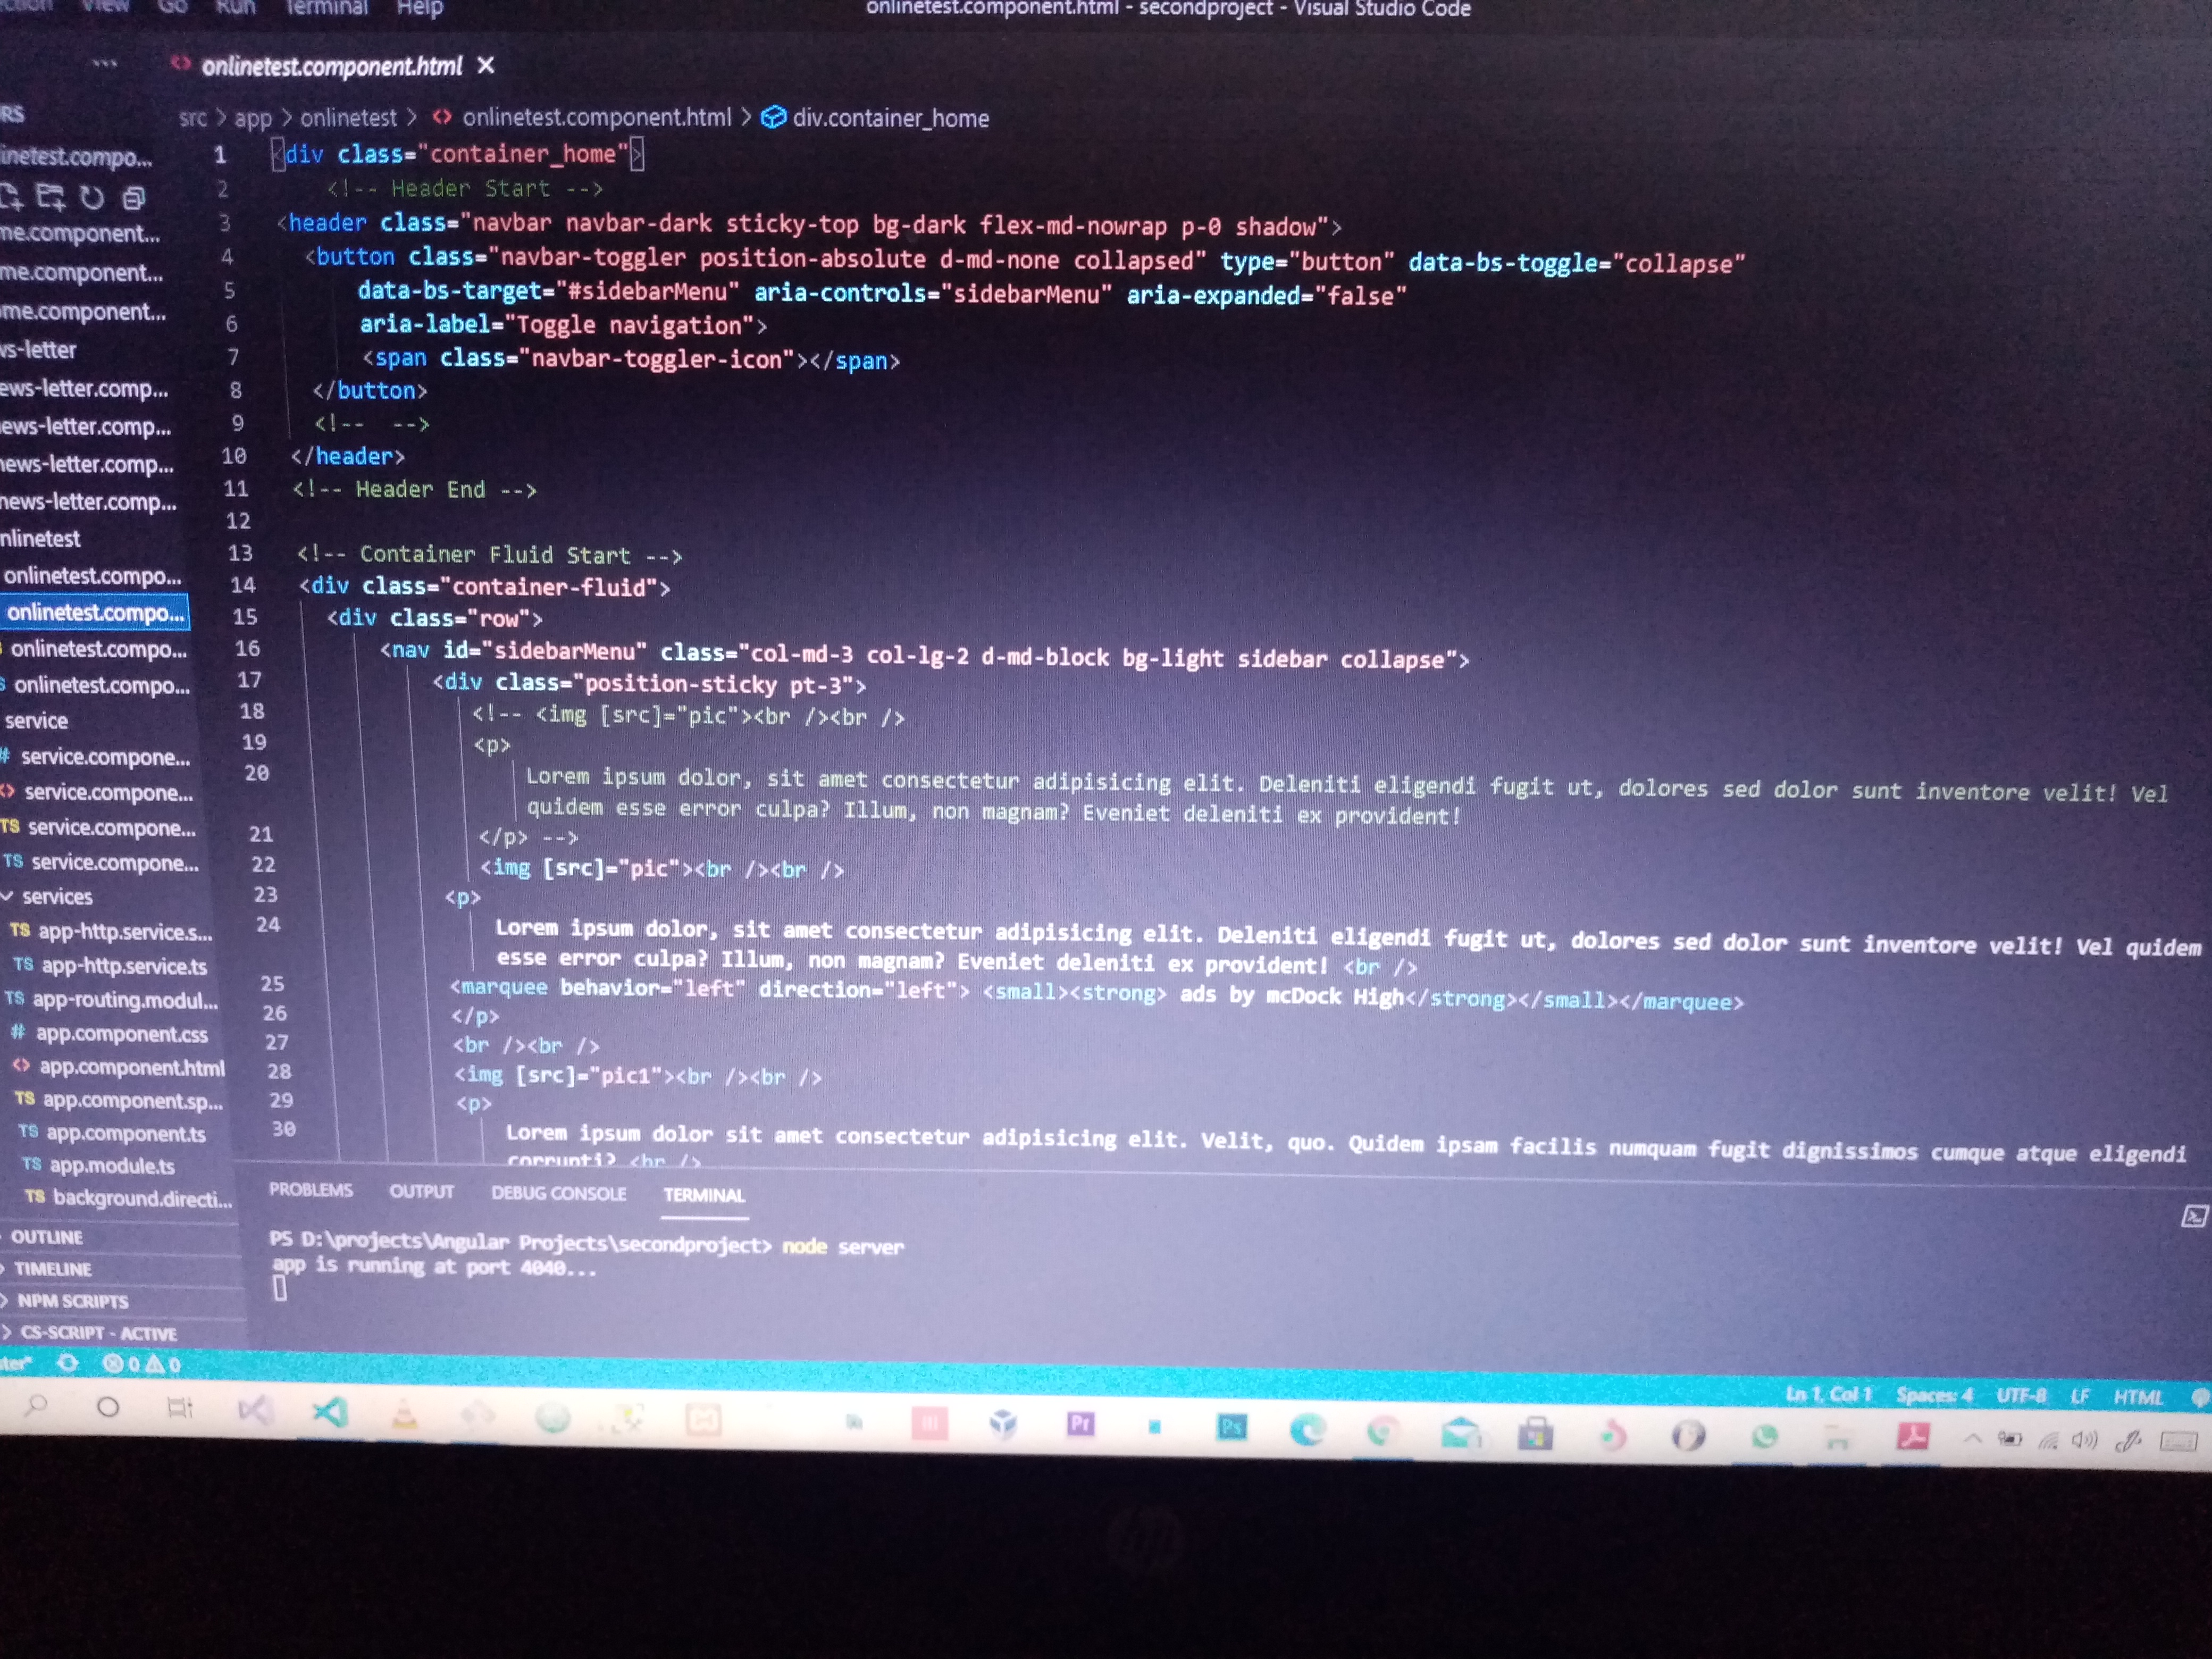 View Go Run Terminal Help
onlinetest.component.html - secondproject - Visual Studio Code
onlinetest.component.html
src > app > onlinetest > onlinetest.component.html > div.container_home
1 <div class="container_home">
2 <!-- Header Start -->
3 <header class="navbar navbar-dark sticky-top bg-dark flex-md-nowrap p-0 shadow">
4 <button class="navbar-toggler position-absolute d-md-none collapsed" type="button" data-bs-toggle="collapse"
5 data-bs-target="#sidebarMenu" aria-controls="sidebarMenu" aria-expanded="false"
6 aria-label="Toggle navigation">
7 <span class="navbar-toggler-icon"></span>
8 </button>
9 <!--  -->
10 </header>
11 <!-- Header End -->
12
13 <!-- Container Fluid Start -->
14 <div class="container-fluid">
15 <div class="row">
16 <nav id="sidebarMenu" class="col-md-3 col-lg-2 d-md-block bg-light sidebar collapse">
17 <div class="position-sticky pt-3">
18 <!-- <img [src]="pic"><br /><br />
19 <p>
20 Lorem ipsum dolor, sit amet consectetur adipisicing elit. Deleniti eligendi fugit ut, dolores sed dolor sunt inventore velit! Vel
quidem esse error culpa? Illum, non magnam? Eveniet deleniti ex provident!
21 </p> -->
22 <img [src]="pic"><br /><br />
23 <p>
24 Lorem ipsum dolor, sit amet consectetur adipisicing elit. Deleniti eligendi fugit ut, dolores sed dolor sunt inventore velit! Vel quidem
esse error culpa? Illum, non magnam? Eveniet deleniti ex provident! <br />
25 <marquee behavior="left" direction="left"> <small><strong> ads by mcDock High</strong></small></marquee>
26 </p>
27 <br /><br />
28 <img [src]="pic1"><br /><br />
29 <p>
30 Lorem ipsum dolor sit amet consectetur adipisicing elit. Velit, quo. Quidem ipsam facilis numquam fugit dignissimos cumque atque eligendi
corrupti? <br />
RS
inetest.compo...
me.component...
me.component...
me.component...
ws-letter
ews-letter.comp...
ews-letter.comp...
news-letter.comp...
news-letter.comp...
nlinetest
onlinetest.compo...
onlinetest.compo...
onlinetest.compo...
onlinetest.compo...
service
# service.compone...
<> service.compone...
TS service.compone...
TS service.compone...
services
TS app-http.service.s...
TS app-http.service.ts
TS app-routing.modul...
# app.component.css
<> app.component.html
TS app.component.sp...
TS app.component.ts
TS app.module.ts
TS background.directi...
OUTLINE
TIMELINE
NPM SCRIPTS
CS-SCRIPT - ACTIVE
PROBLEMS OUTPUT DEBUG CONSOLE TERMINAL
PS D:\projects\Angular Projects\secondproject> node server
app is running at port 4040...
0 0
Ln 1, Col 1 Spaces: 4 UTF-8 LF HTML
Pr
Ps
hp